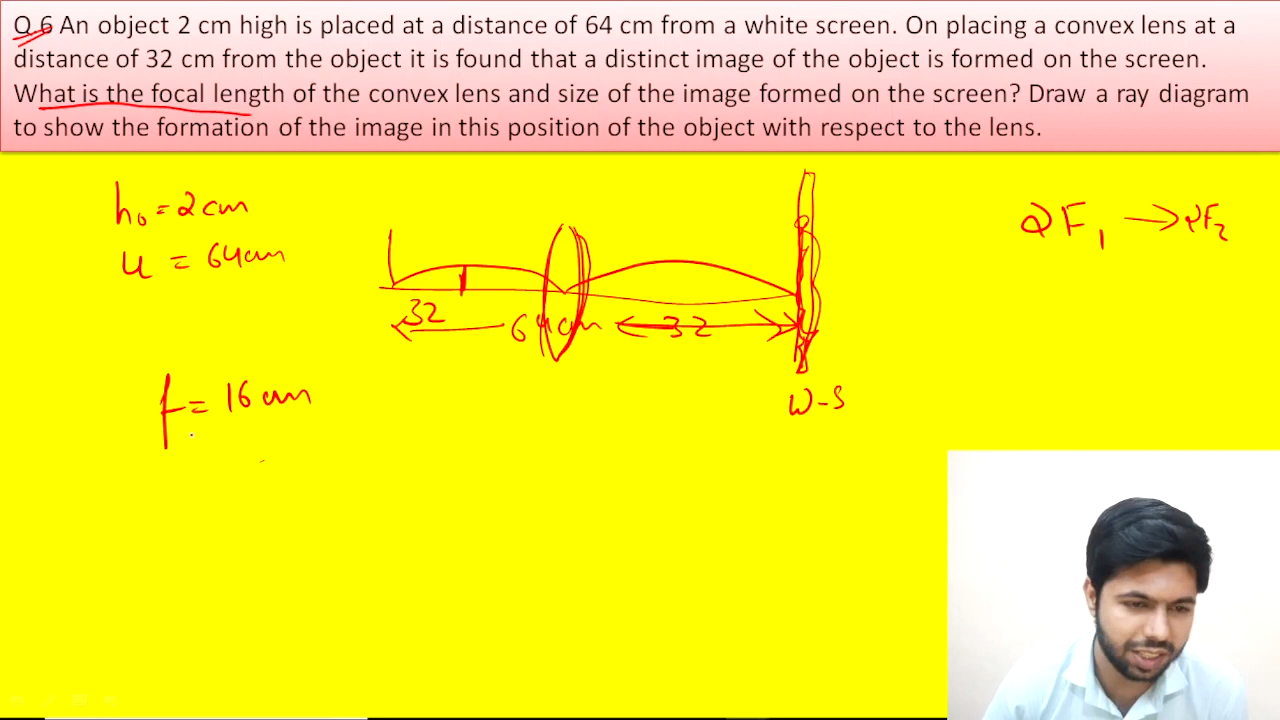 Q.6 An object 2 cm high is placed at a distance of 64 cm from a white screen. On placing a convex lens at a
distance of 32 cm from the object it is found that a distinct image of the object is formed on the screen.
What is the focal length of the convex lens and size of the image formed on the screen? Draw a ray diagram
to show the formation of the image in this position of the object with respect to the lens.
h₀ = 2 cm
u = 64 cm
2F₁ → 2F₂
32
64 cm
32
W-S
f = 16 cm